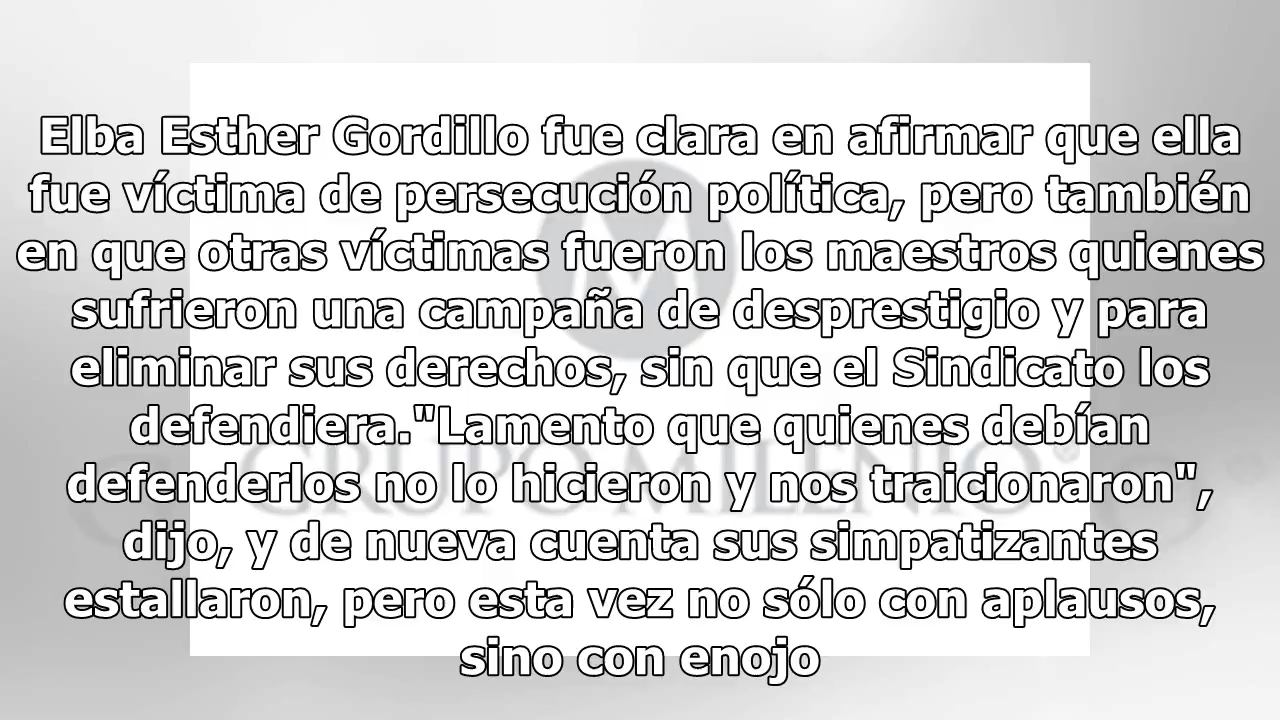 Elba Esther Gordillo fue clara en afirmar que ella
fue víctima de persecución política, pero también
en que otras víctimas fueron los maestros quienes
sufrieron una campaña de desprestigio y para
eliminar sus derechos, sin que el Sindicato los
defendiera."Lamento que quienes debían
defenderlos no lo hicieron y nos traicionaron",
dijo, y de nueva cuenta sus simpatizantes
estallaron, pero esta vez no sólo con aplausos,
sino con enojo
M
GRUPO MILENIO®